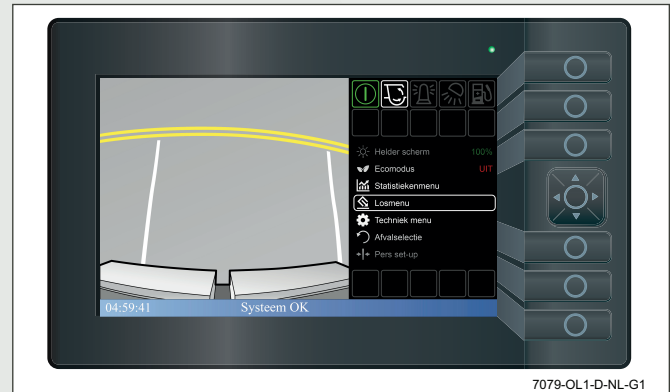 Helder scherm 100%
Ecomodus UIT
Statistiekenmenu
Losmenu
Techniek menu
Afvalselectie
Pers set-up
04:59:41 Systeem OK
7079-OL1-D-NL-G1